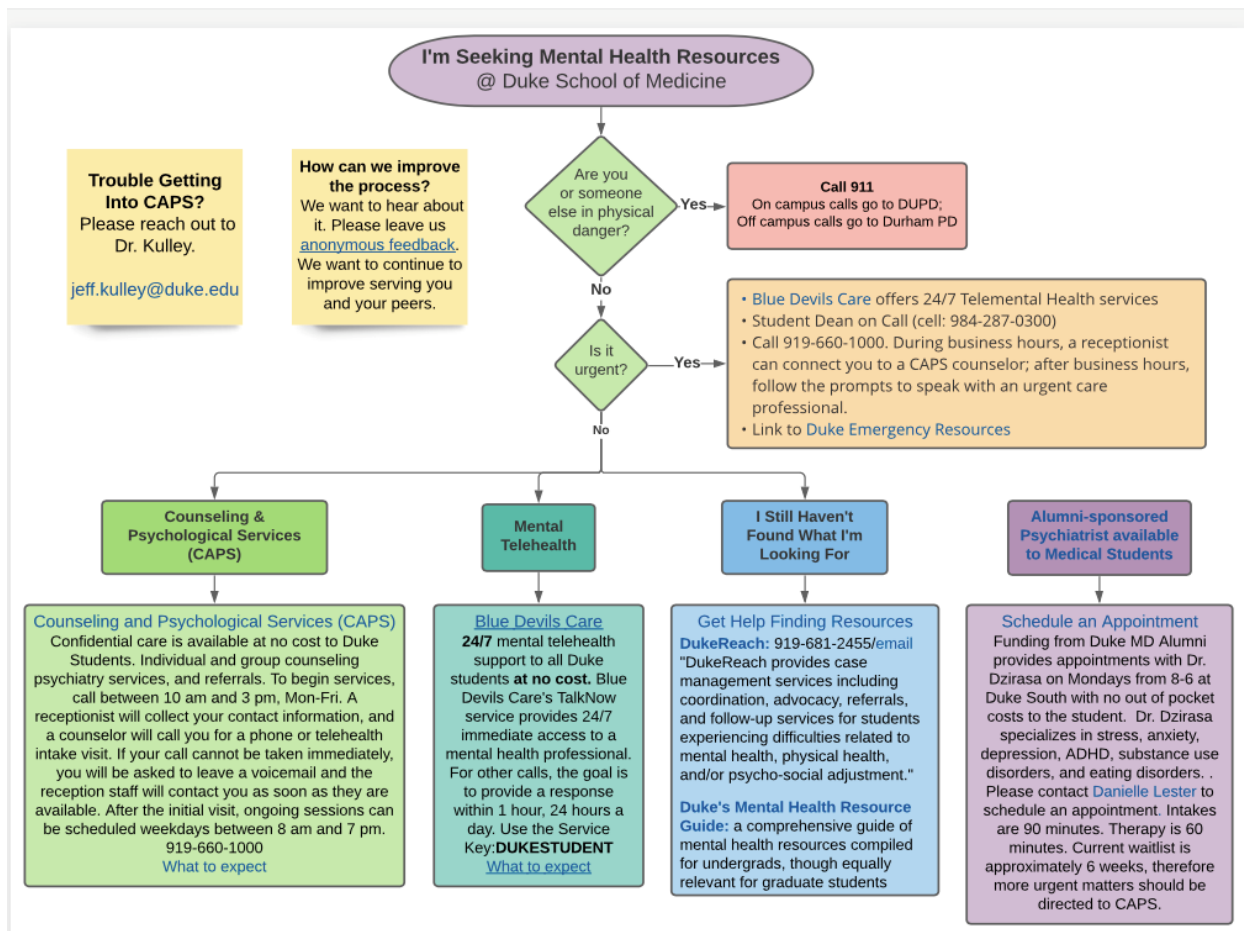 I'm Seeking Mental Health Resources
@ Duke School of Medicine
Trouble Getting
Into CAPS?
Please reach out to
Dr. Kulley.
jeff.kulley@duke.edu
How can we improve
the process?
We want to hear about
it. Please leave us
anonymous feedback.
We want to continue to
improve serving you
and your peers.
Are you
or someone
else in physical
danger?
Yes
Call 911
On campus calls go to DUPD;
Off campus calls go to Durham PD
No
Is it
urgent?
Yes
• Blue Devils Care offers 24/7 Telemental Health services
• Student Dean on Call (cell: 984-287-0300)
• Call 919-660-1000. During business hours, a receptionist
can connect you to a CAPS counselor; after business hours,
follow the prompts to speak with an urgent care
professional.
• Link to Duke Emergency Resources
No
Counseling &
Psychological Services
(CAPS)
Counseling and Psychological Services (CAPS)
Confidential care is available at no cost to Duke
Students. Individual and group counseling
psychiatry services, and referrals. To begin services,
call between 10 am and 3 pm, Mon-Fri. A
receptionist will collect your contact information, and
a counselor will call you for a phone or telehealth
intake visit. If your call cannot be taken immediately,
you will be asked to leave a voicemail and the
reception staff will contact you as soon as they are
available. After the initial visit, ongoing sessions can
be scheduled weekdays between 8 am and 7 pm.
919-660-1000
What to expect
Mental
Telehealth
Blue Devils Care
24/7 mental telehealth
support to all Duke
students at no cost. Blue
Devils Care's TalkNow
service provides 24/7
immediate access to a
mental health professional.
For other calls, the goal is
to provide a response
within 1 hour, 24 hours a
day. Use the Service
Key:DUKESTUDENT
What to expect
I Still Haven't
Found What I'm
Looking For
Get Help Finding Resources
DukeReach: 919-681-2455/email
"DukeReach provides case
management services including
coordination, advocacy, referrals,
and follow-up services for students
experiencing difficulties related to
mental health, physical health,
and/or psycho-social adjustment."
Duke's Mental Health Resource
Guide: a comprehensive guide of
mental health resources compiled
for undergrads, though equally
relevant for graduate students
Alumni-sponsored
Psychiatrist available
to Medical Students
Schedule an Appointment
Funding from Duke MD Alumni
provides appointments with Dr.
Dzirasa on Mondays from 8-6 at
Duke South with no out of pocket
costs to the student. Dr. Dzirasa
specializes in stress, anxiety,
depression, ADHD, substance use
disorders, and eating disorders. .
Please contact Danielle Lester to
schedule an appointment. Intakes
are 90 minutes. Therapy is 60
minutes. Current waitlist is
approximately 6 weeks, therefore
more urgent matters should be
directed to CAPS.